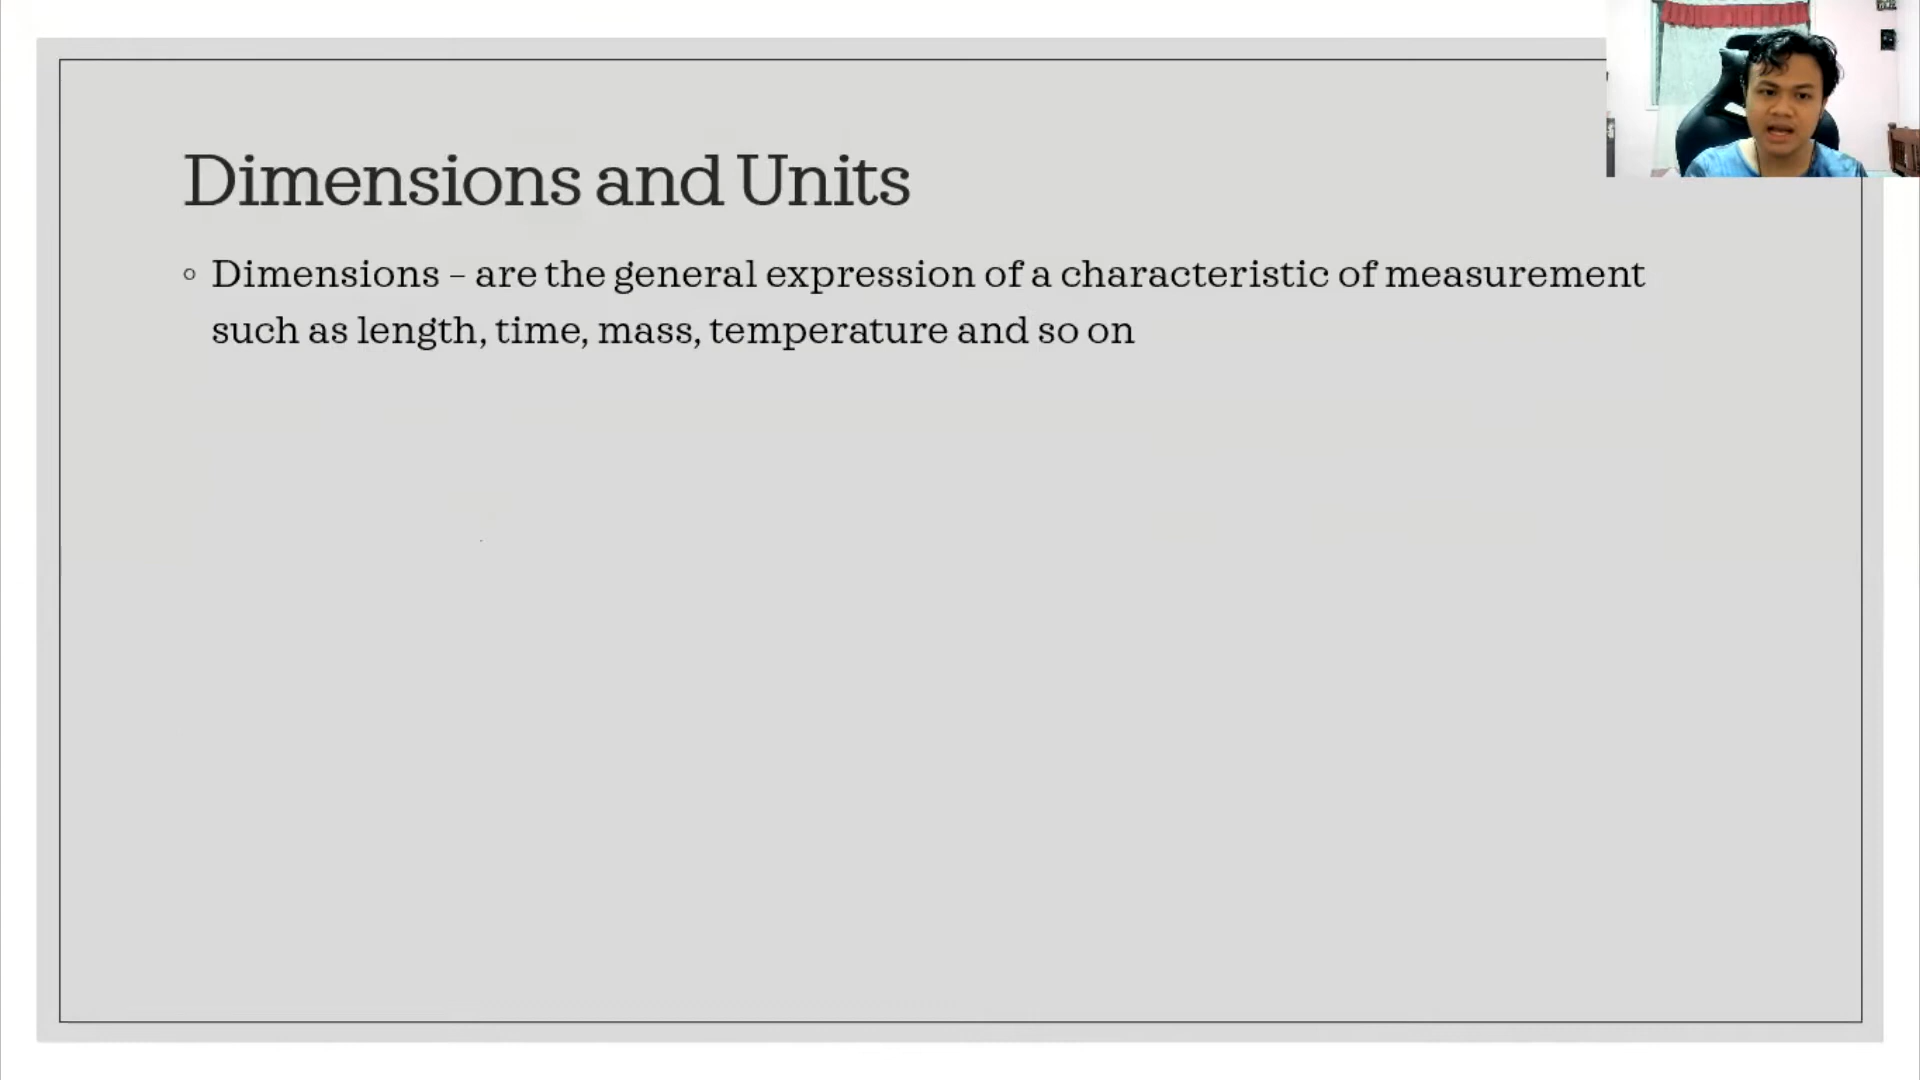 Dimensions and Units
Dimensions – are the general expression of a characteristic of measurement
such as length, time, mass, temperature and so on